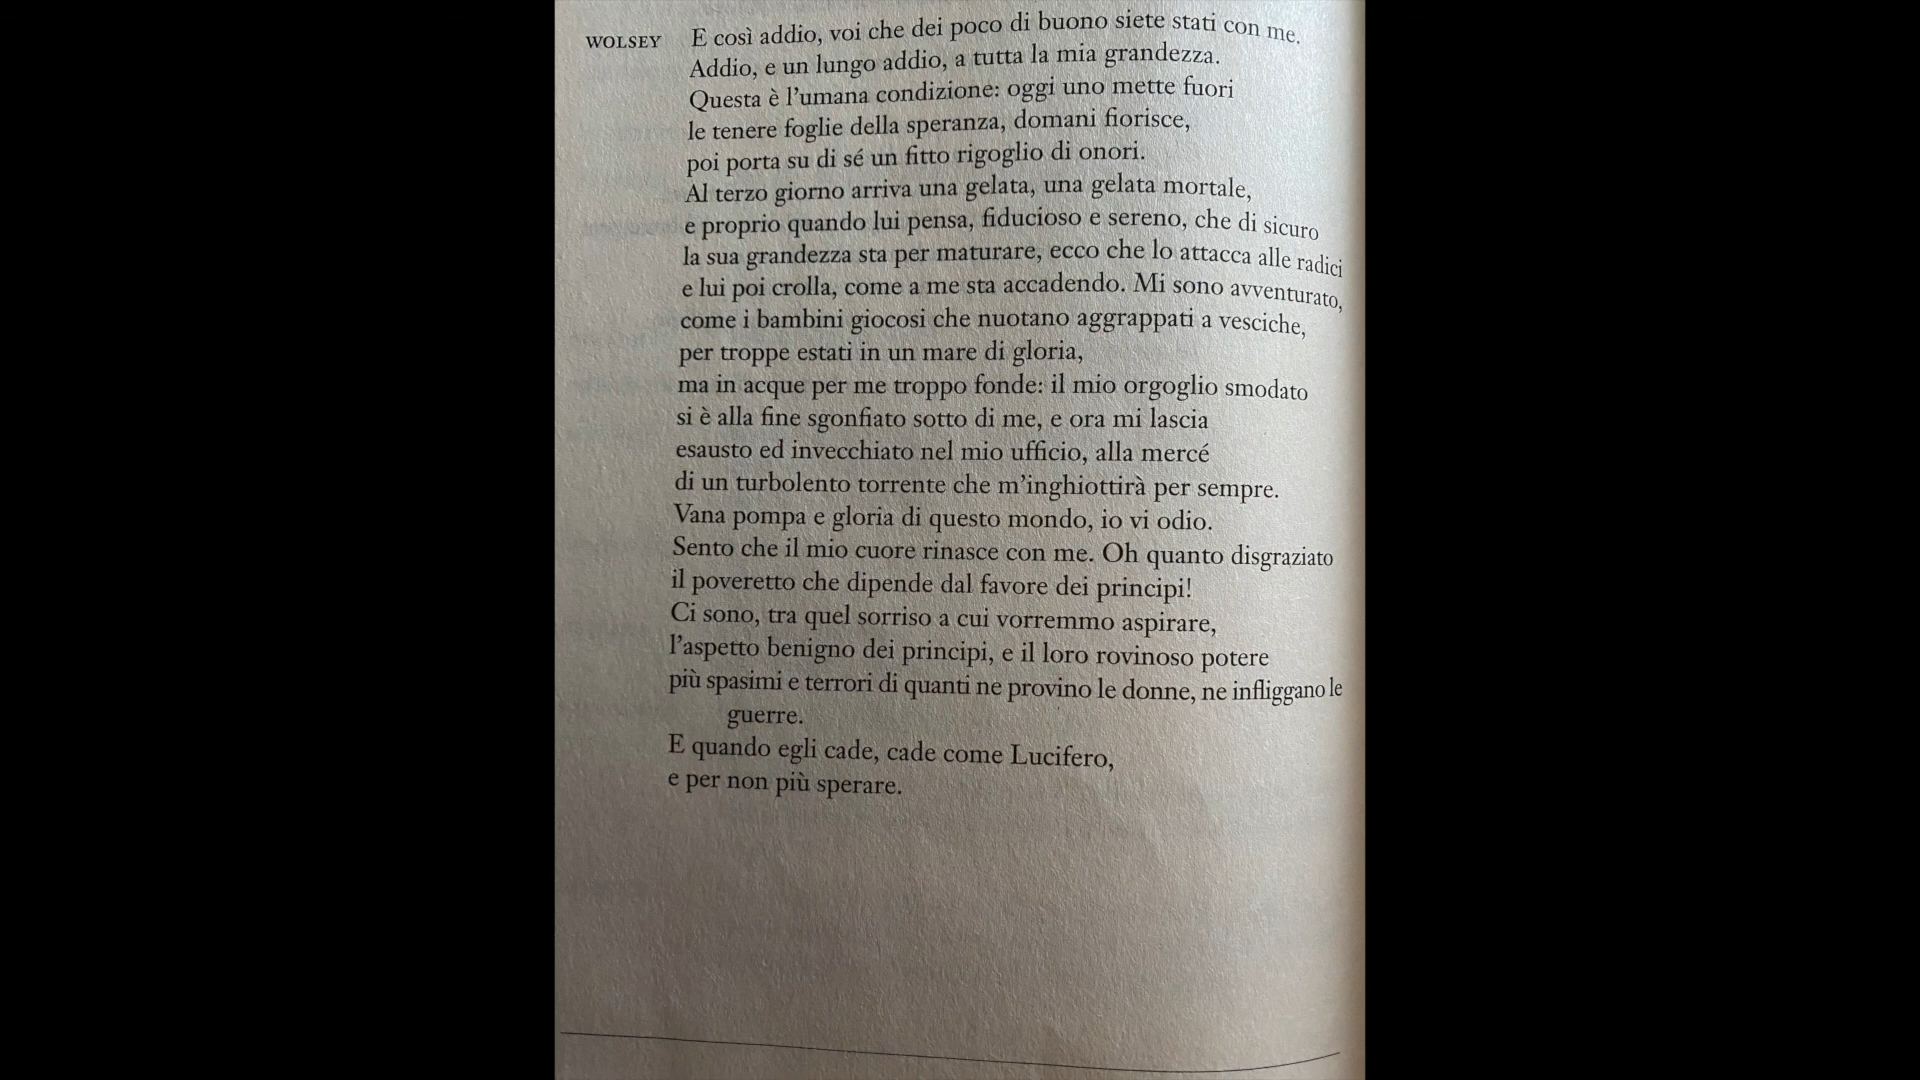 WOLSEY E così addio, voi che dei poco di buono siete stati con me.
Addio, e un lungo addio, a tutta la mia grandezza.
Questa è l'umana condizione: oggi uno mette fuori
le tenere foglie della speranza, domani fiorisce,
poi porta su di sé un fitto rigoglio di onori.
Al terzo giorno arriva una gelata, una gelata mortale,
e proprio quando lui pensa, fiducioso e sereno, che di sicuro
la sua grandezza sta per maturare, ecco che lo attacca alle radici
e lui poi crolla, come a me sta accadendo. Mi sono avventurato,
come i bambini giocosi che nuotano aggrappati a vesciche,
per troppe estati in un mare di gloria,
ma in acque per me troppo fonde: il mio orgoglio smodato
si è alla fine sgonfiato sotto di me, e ora mi lascia
esausto ed invecchiato nel mio ufficio, alla mercé
di un turbolento torrente che m'inghiottirà per sempre.
Vana pompa e gloria di questo mondo, io vi odio.
Sento che il mio cuore rinasce con me. Oh quanto disgraziato
il poveretto che dipende dal favore dei principi!
Ci sono, tra quel sorriso a cui vorremmo aspirare,
l'aspetto benigno dei principi, e il loro rovinoso potere
più spasimi e terrori di quanti ne provino le donne, ne infliggano le
guerre.
E quando egli cade, cade come Lucifero,
e per non più sperare.